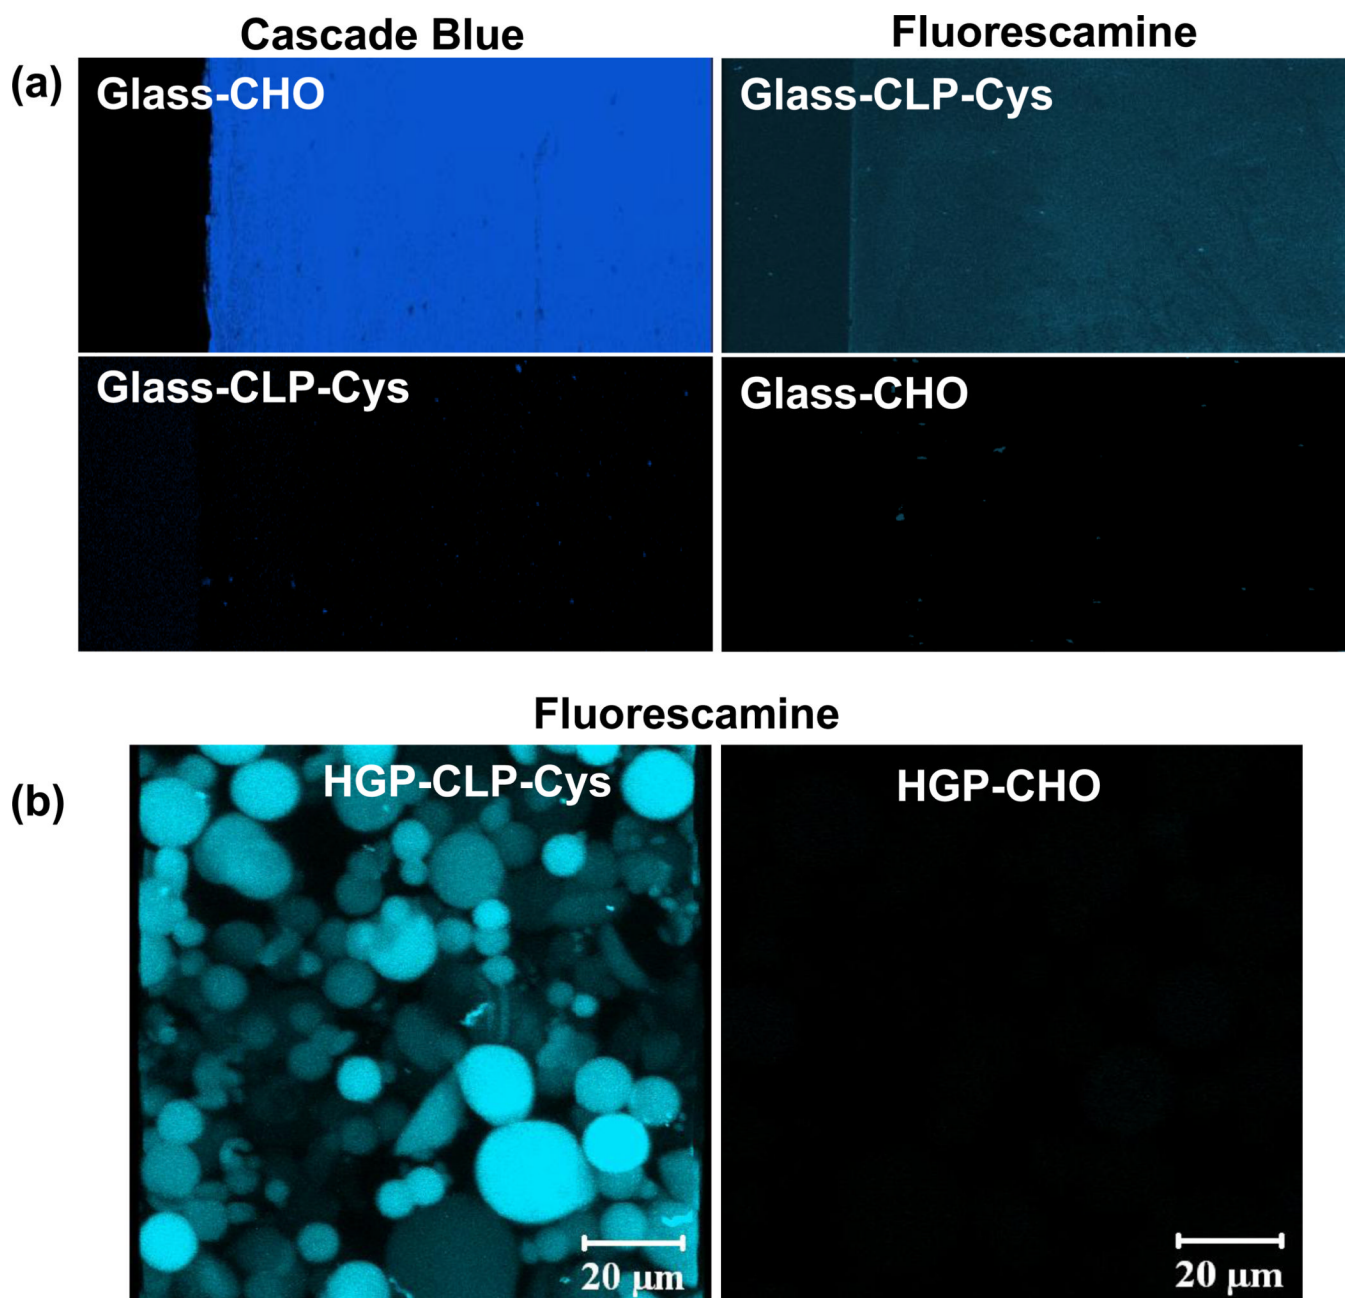 Cascade Blue
Fluorescamine
(a)
Glass-CHO
Glass-CLP-Cys
Glass-CLP-Cys
Glass-CHO
Fluorescamine
(b)
HGP-CLP-Cys
HGP-CHO
20 μm
20 μm